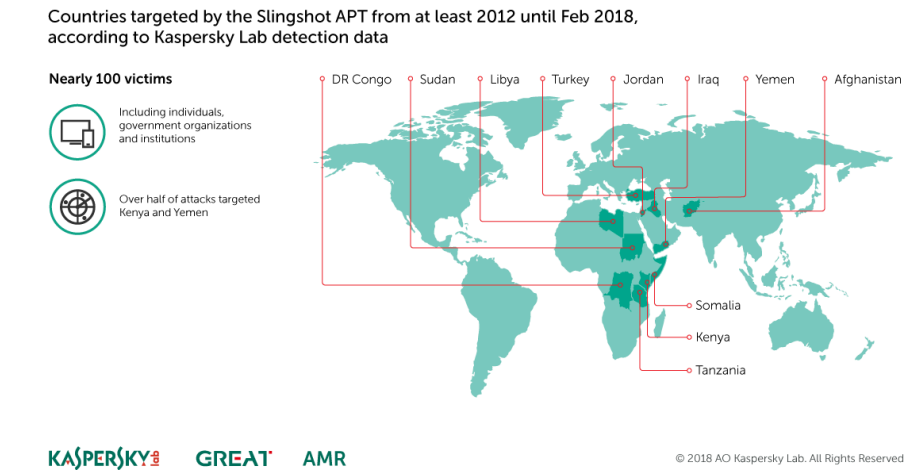 Countries targeted by the Slingshot APT from at least 2012 until Feb 2018,
according to Kaspersky Lab detection data
Nearly 100 victims
Including individuals,
government organizations
and institutions
Over half of attacks targeted
Kenya and Yemen
DR Congo Sudan Libya Turkey Jordan Iraq Yemen Afghanistan
Somalia
Kenya
Tanzania
KASPERSKY lab GREAT AMR © 2018 AO Kaspersky Lab. All Rights Reserved